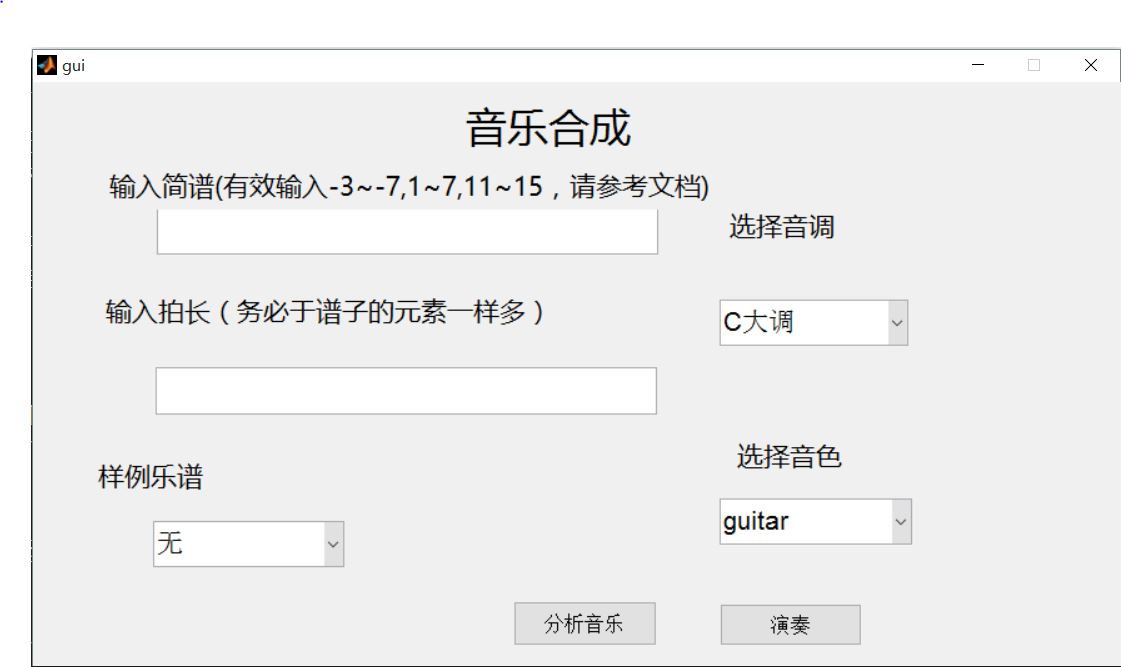 gui
音乐合成
输入简谱(有效输入-3~-7,1~7,11~15，请参考文档)
选择音调
输入拍长（务必于谱子的元素一样多）
C大调
选择音色
样例乐谱
guitar
无
分析音乐
演奏